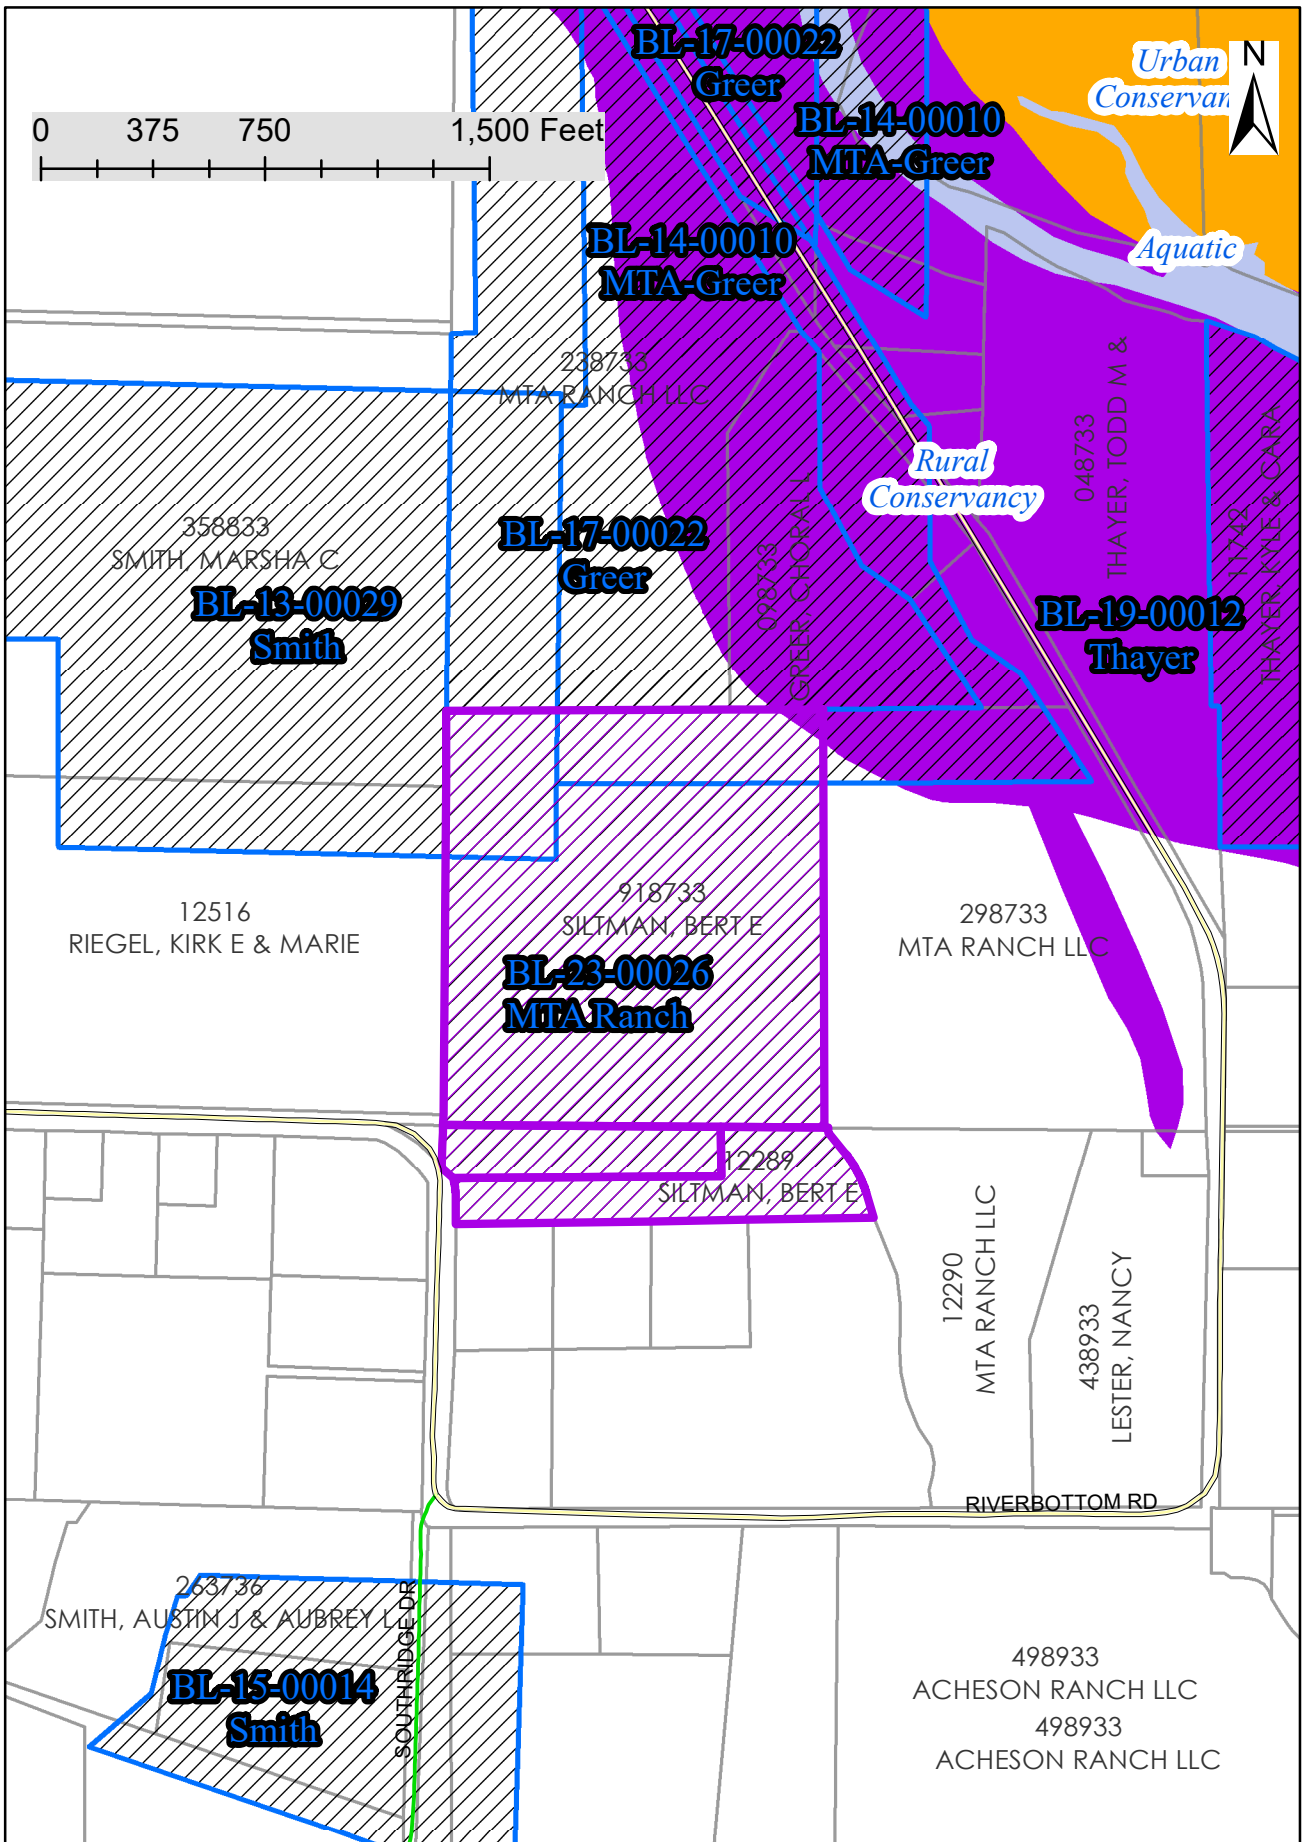 BL-17-00022
Greer
Urban
Conservan
N
0 375 750 1,500 Feet
BL-14-00010
MTA-Greer
BL-14-00010
MTA-Greer
Aquatic
238733
MTA RANCH LLC
048733
THAYER, TODD M &
11742
THAYER KYLE & CARA
Rural
Conservancy
358833
SMITH, MARSHA C
BL-13-00029
Smith
BL-17-00022
Greer
098733
GREER, CHORAL L
BL-19-00012
Thayer
12516
RIEGEL, KIRK E & MARIE
918733
SILTMAN, BERT E
BL-23-00026
MTA Ranch
298733
MTA RANCH LLC
12289
SILTMAN, BERT E
12290
MTA RANCH LLC
438933
LESTER, NANCY
RIVERBOTTOM RD
263736
SMITH, AUSTIN J & AUBREY L
SOUTHRIDGE DR
BL-15-00014
Smith
498933
ACHESON RANCH LLC
498933
ACHESON RANCH LLC